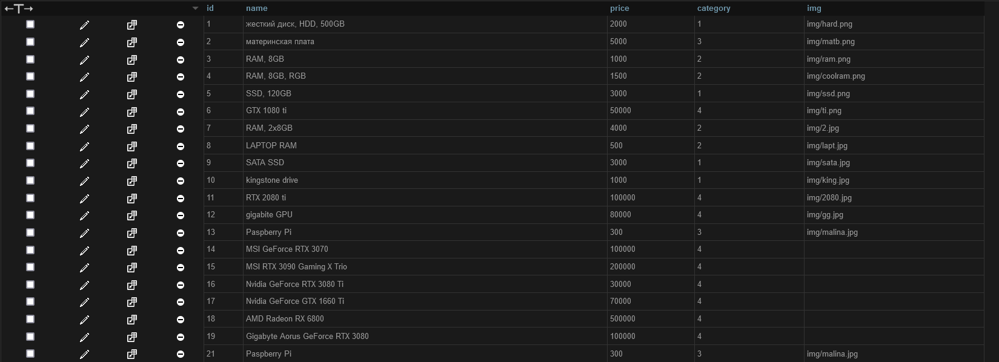 id name price category img
1 жесткий диск, HDD, 500GB 2000 1 img/hard.png
2 материнская плата 5000 3 img/matb.png
3 RAM, 8GB 1000 2 img/ram.png
4 RAM, 8GB, RGB 1500 2 img/coolram.png
5 SSD, 120GB 3000 1 img/ssd.png
6 GTX 1080 ti 50000 4 img/ti.png
7 RAM, 2x8GB 4000 2 img/2.jpg
8 LAPTOP RAM 500 2 img/lapt.jpg
9 SATA SSD 3000 1 img/sata.jpg
10 kingstone drive 1000 1 img/king.jpg
11 RTX 2080 ti 100000 4 img/2080.jpg
12 gigabite GPU 80000 4 img/gg.jpg
13 Paspberry Pi 300 3 img/malina.jpg
14 MSI GeForce RTX 3070 100000 4
15 MSI RTX 3090 Gaming X Trio 200000 4
16 Nvidia GeForce RTX 3080 Ti 30000 4
17 Nvidia GeForce GTX 1660 Ti 70000 4
18 AMD Radeon RX 6800 500000 4
19 Gigabyte Aorus GeForce RTX 3080 100000 4
21 Paspberry Pi 300 3 img/malina.jpg